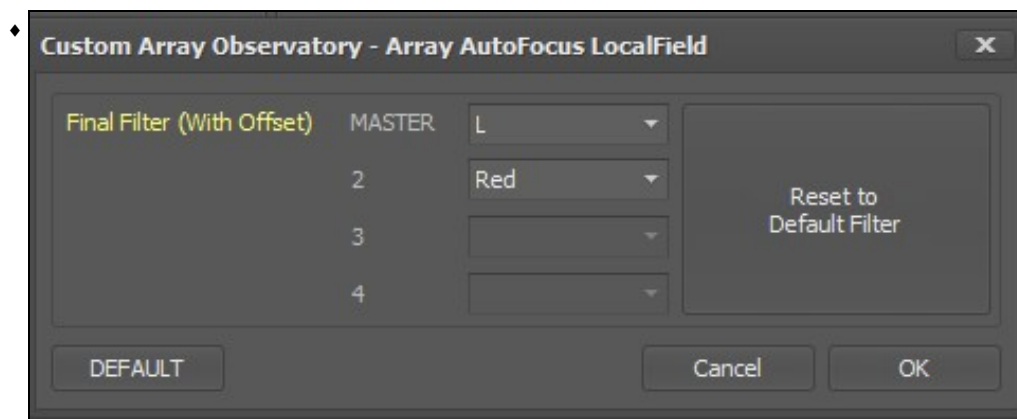 Custom Array Observatory - Array AutoFocus LocalField
Final Filter (With Offset) MASTER L
2 Red
3
4
Reset to
Default Filter
DEFAULT Cancel OK